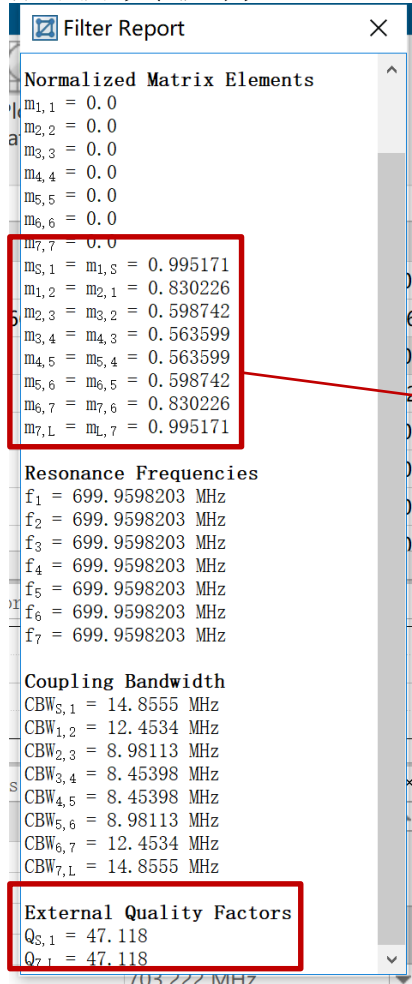 Filter Report
Normalized Matrix Elements
m1,1 = 0.0
m2,2 = 0.0
m3,3 = 0.0
m4,4 = 0.0
m5,5 = 0.0
m6,6 = 0.0
m7,7 = 0.0
mS,1 = m1,S = 0.995171
m1,2 = m2,1 = 0.830226
m2,3 = m3,2 = 0.598742
m3,4 = m4,3 = 0.563599
m4,5 = m5,4 = 0.563599
m5,6 = m6,5 = 0.598742
m6,7 = m7,6 = 0.830226
m7,L = mL,7 = 0.995171
Resonance Frequencies
f1 = 699.9598203 MHz
f2 = 699.9598203 MHz
f3 = 699.9598203 MHz
f4 = 699.9598203 MHz
f5 = 699.9598203 MHz
f6 = 699.9598203 MHz
f7 = 699.9598203 MHz
Coupling Bandwidth
CBWS,1 = 14.8555 MHz
CBW1,2 = 12.4534 MHz
CBW2,3 = 8.98113 MHz
CBW3,4 = 8.45398 MHz
CBW4,5 = 8.45398 MHz
CBW5,6 = 8.98113 MHz
CBW6,7 = 12.4534 MHz
CBW7,L = 14.8555 MHz
External Quality Factors
QS,1 = 47.118
Q7,L = 47.118
703.222 MHz